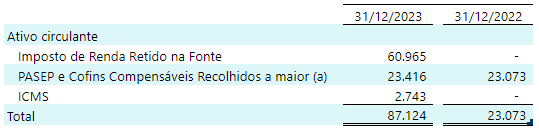 31/12/2023 31/12/2022
Ativo circulante
Imposto de Renda Retido na Fonte 60.965 -
PASEP e Cofins Compensáveis Recolhidos a maior (a) 23.416 23.073
ICMS 2.743 -
Total 87.124 23.073